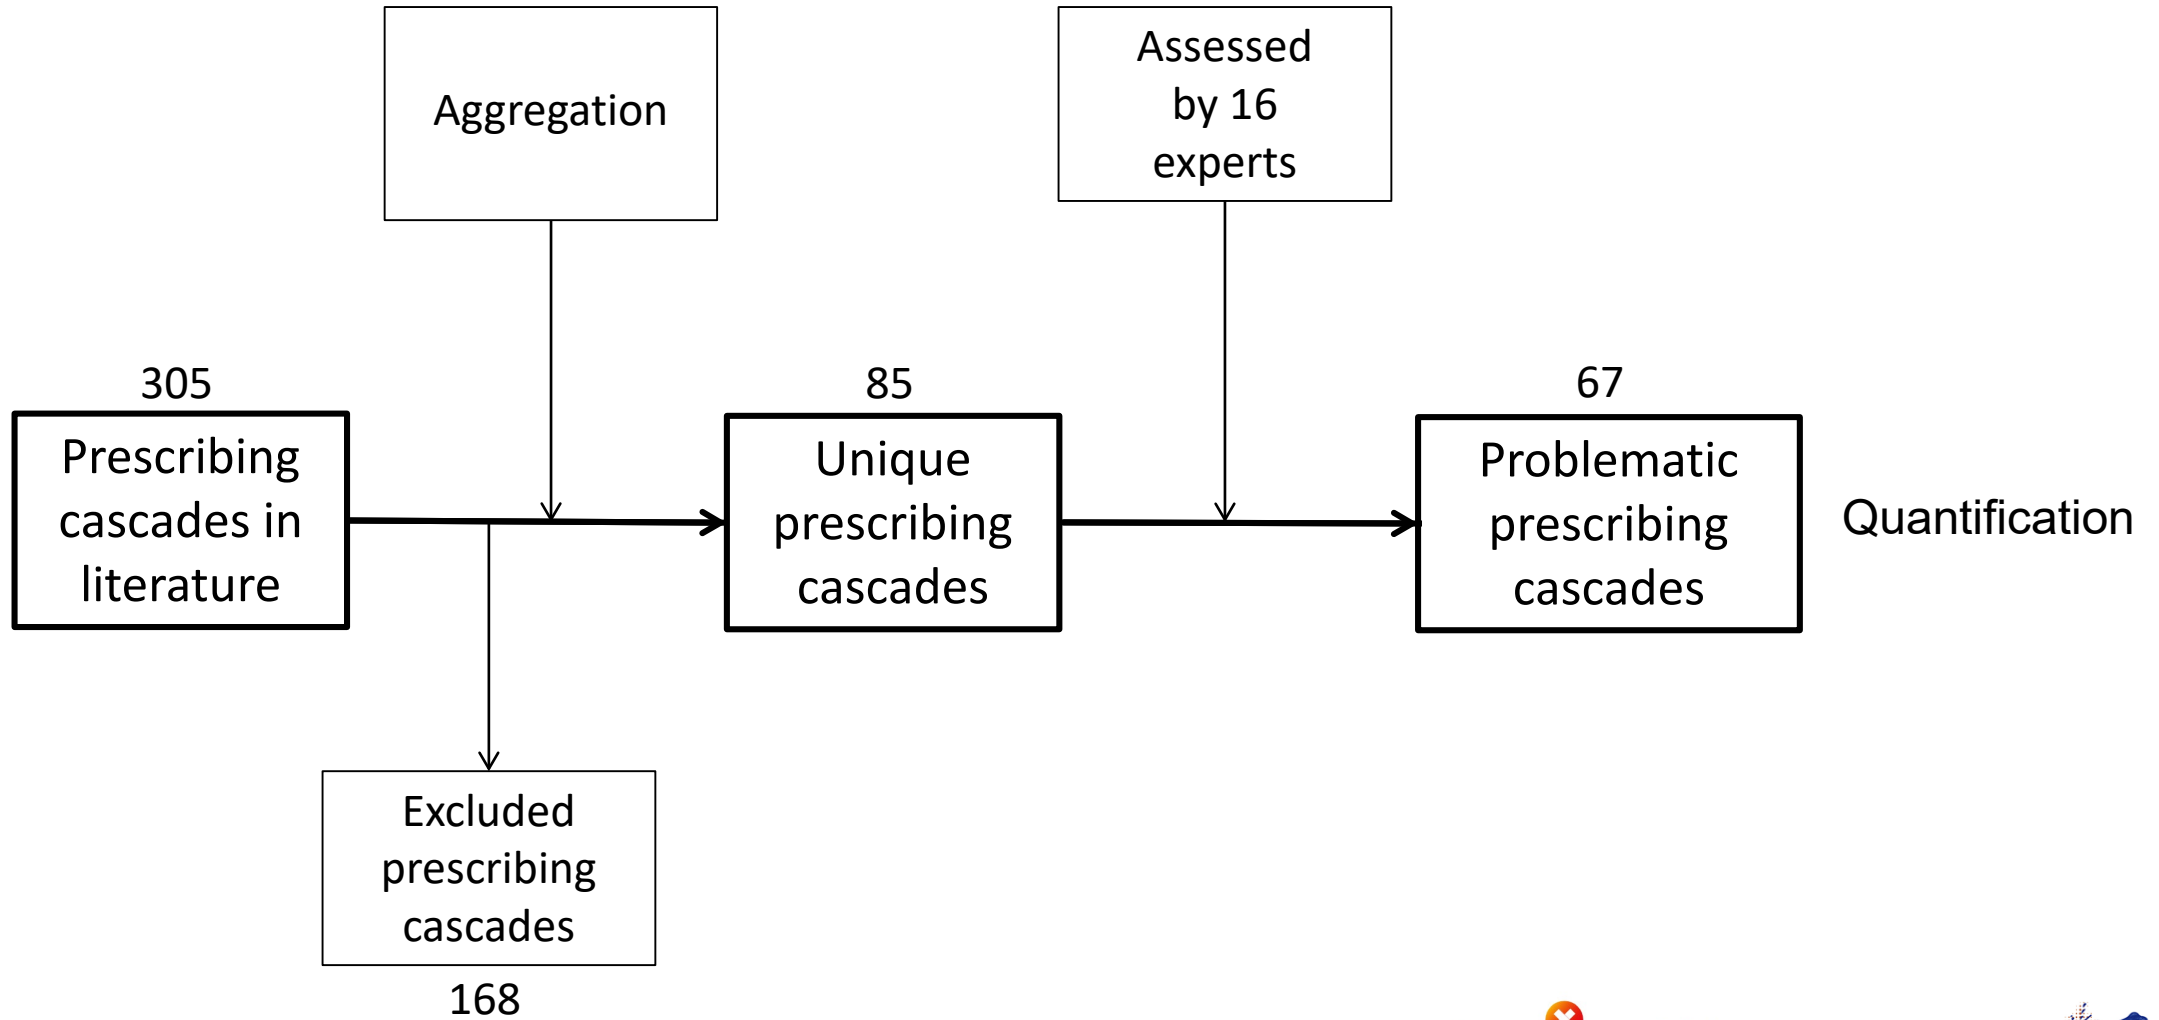 Aggregation
Assessed
by 16
experts
305
Prescribing
cascades in
literature
85
Unique
prescribing
cascades
67
Problematic
prescribing
cascades
Quantification
Excluded
prescribing
cascades
168